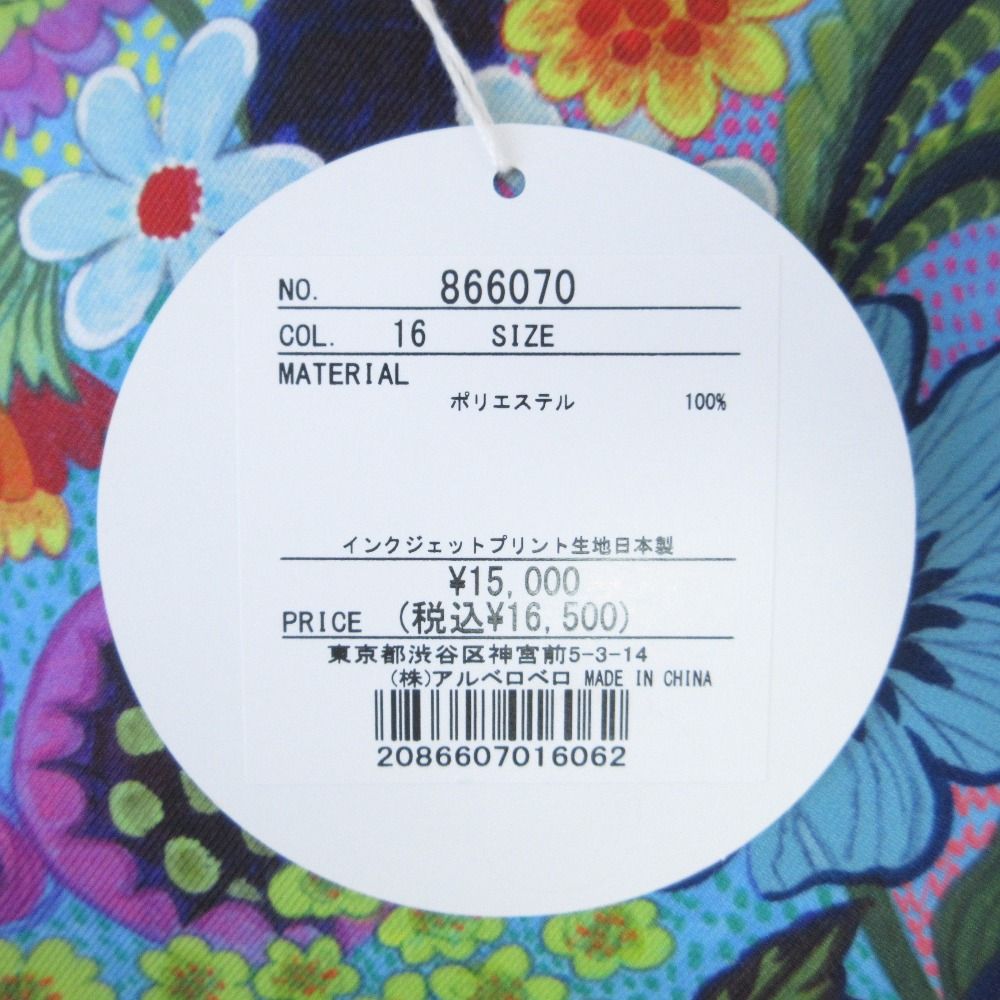 NO. 866070
COL. 16 SIZE
MATERIAL
ポリエステル 100%
インクジェットプリント生地日本製
¥15,000
PRICE (税込¥16,500)
東京都渋谷区神宮前5-3-14
(株)アルベロベロ MADE IN CHINA
2086607016062